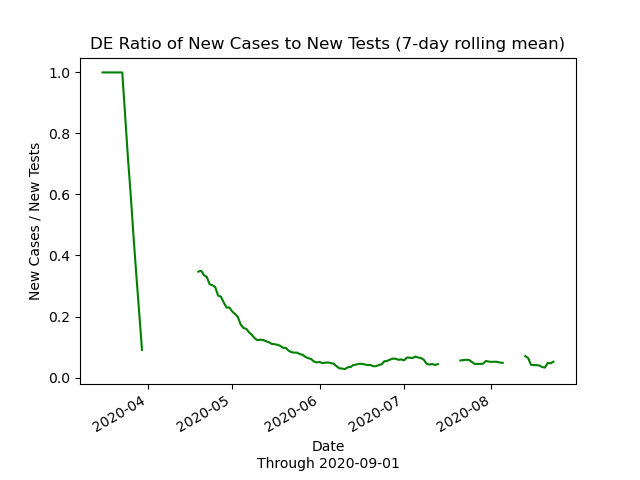 DE Ratio of New Cases to New Tests (7-day rolling mean)
1.0
0.8
0.6
0.4
0.2
0.0
New Cases / New Tests
2020-04
2020-05
2020-06
2020-07
2020-08
Date
Through 2020-09-01